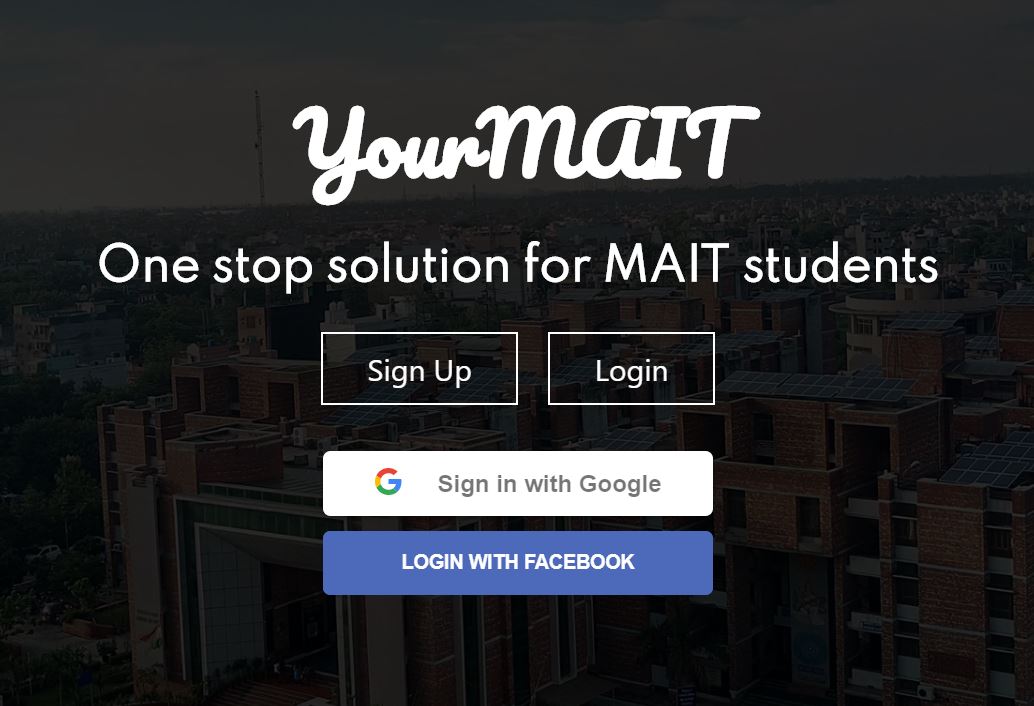 YourMAIT
One stop solution for MAIT students
Sign Up
Login
Sign in with Google
LOGIN WITH FACEBOOK